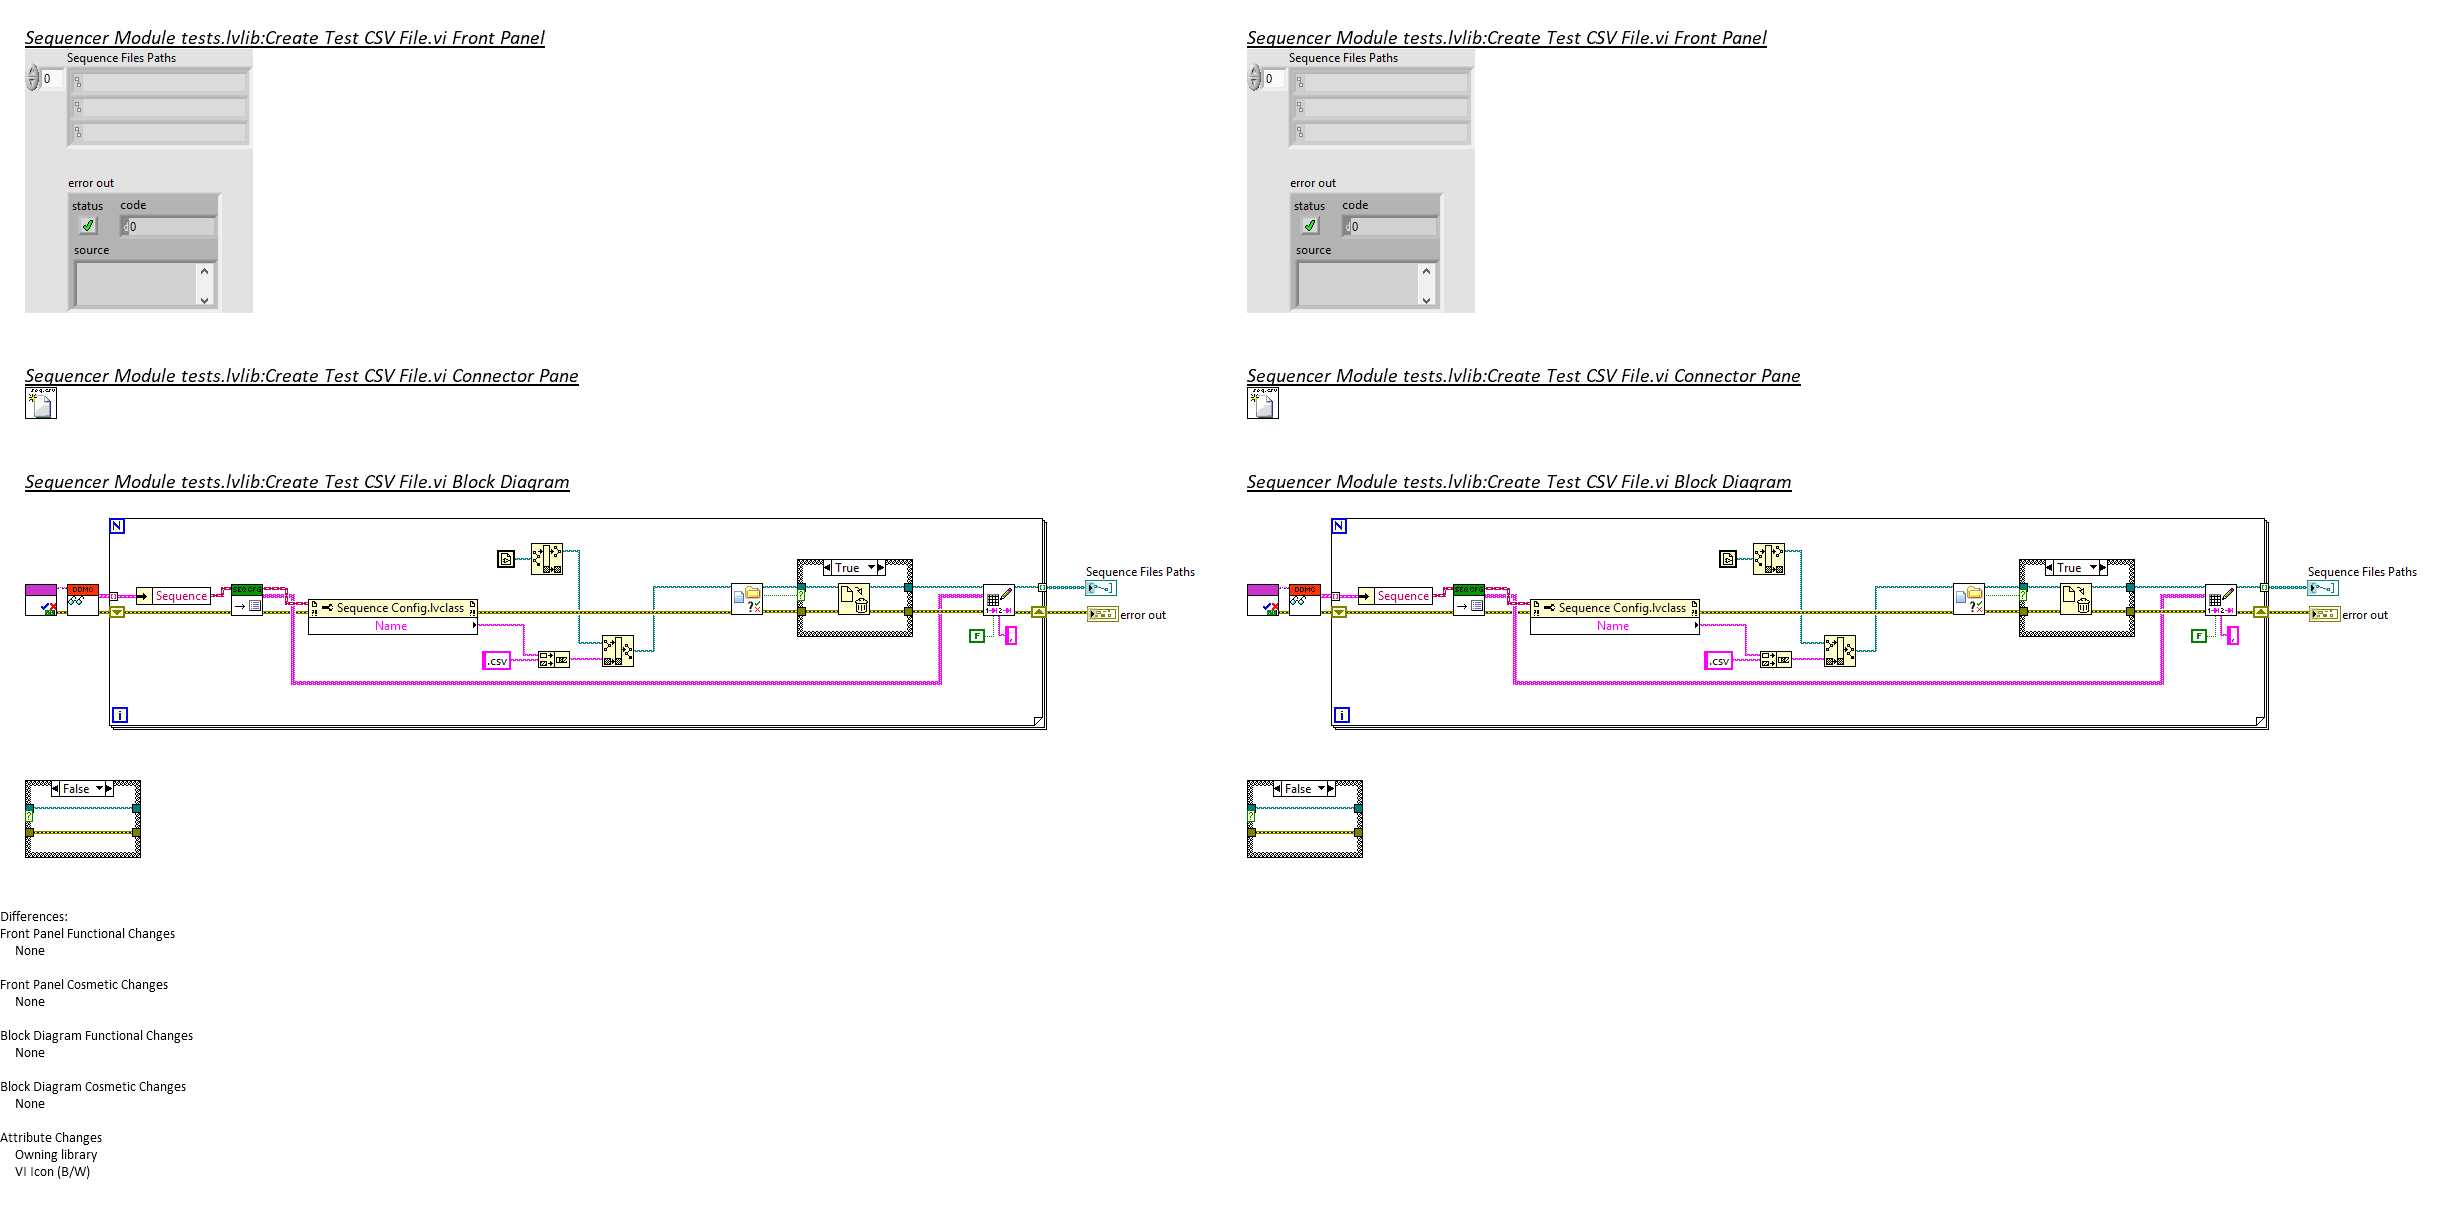 Sequencer Module tests.lvlib:Create Test CSV File.vi Front Panel
Sequence Files Paths
0
error out
status code
0
source
Sequencer Module tests.lvlib:Create Test CSV File.vi Connector Pane
Sequencer Module tests.lvlib:Create Test CSV File.vi Block Diagram
N
True
Sequence Files Paths
DDMO
Sequence
SEQ CFG
Sequence Config.lvclass
Name
error out
F
.csv
i
False
Sequencer Module tests.lvlib:Create Test CSV File.vi Front Panel
Sequence Files Paths
0
error out
status code
0
source
Sequencer Module tests.lvlib:Create Test CSV File.vi Connector Pane
Sequencer Module tests.lvlib:Create Test CSV File.vi Block Diagram
N
True
Sequence Files Paths
DDMO
Sequence
SEQ CFG
Sequence Config.lvclass
Name
error out
F
.csv
i
False
Differences:
Front Panel Functional Changes
None
Front Panel Cosmetic Changes
None
Block Diagram Functional Changes
None
Block Diagram Cosmetic Changes
None
Attribute Changes
Owning library
VI Icon (B/W)